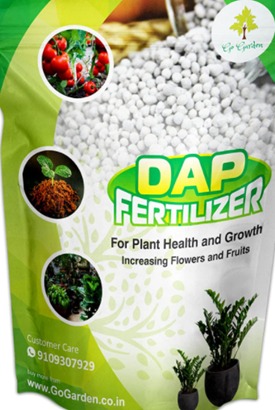 Go Garden
DAP
FERTILIZER
For Plant Health and Growth
Increasing Flowers and Fruits
Customer Care
9109307929
www.GoGarden.co.in